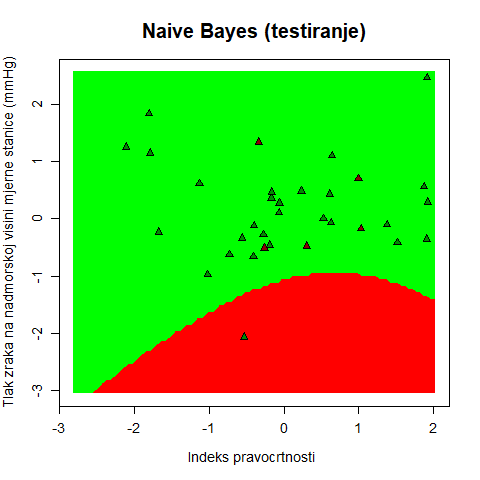 Naive Bayes (testiranje)
Tlak zraka na nadmorskoj visini mjerne stanice (mmHg)
2
1
0
-1
-2
-3
-3 -2 -1 0 1 2
Indeks pravocrtnosti